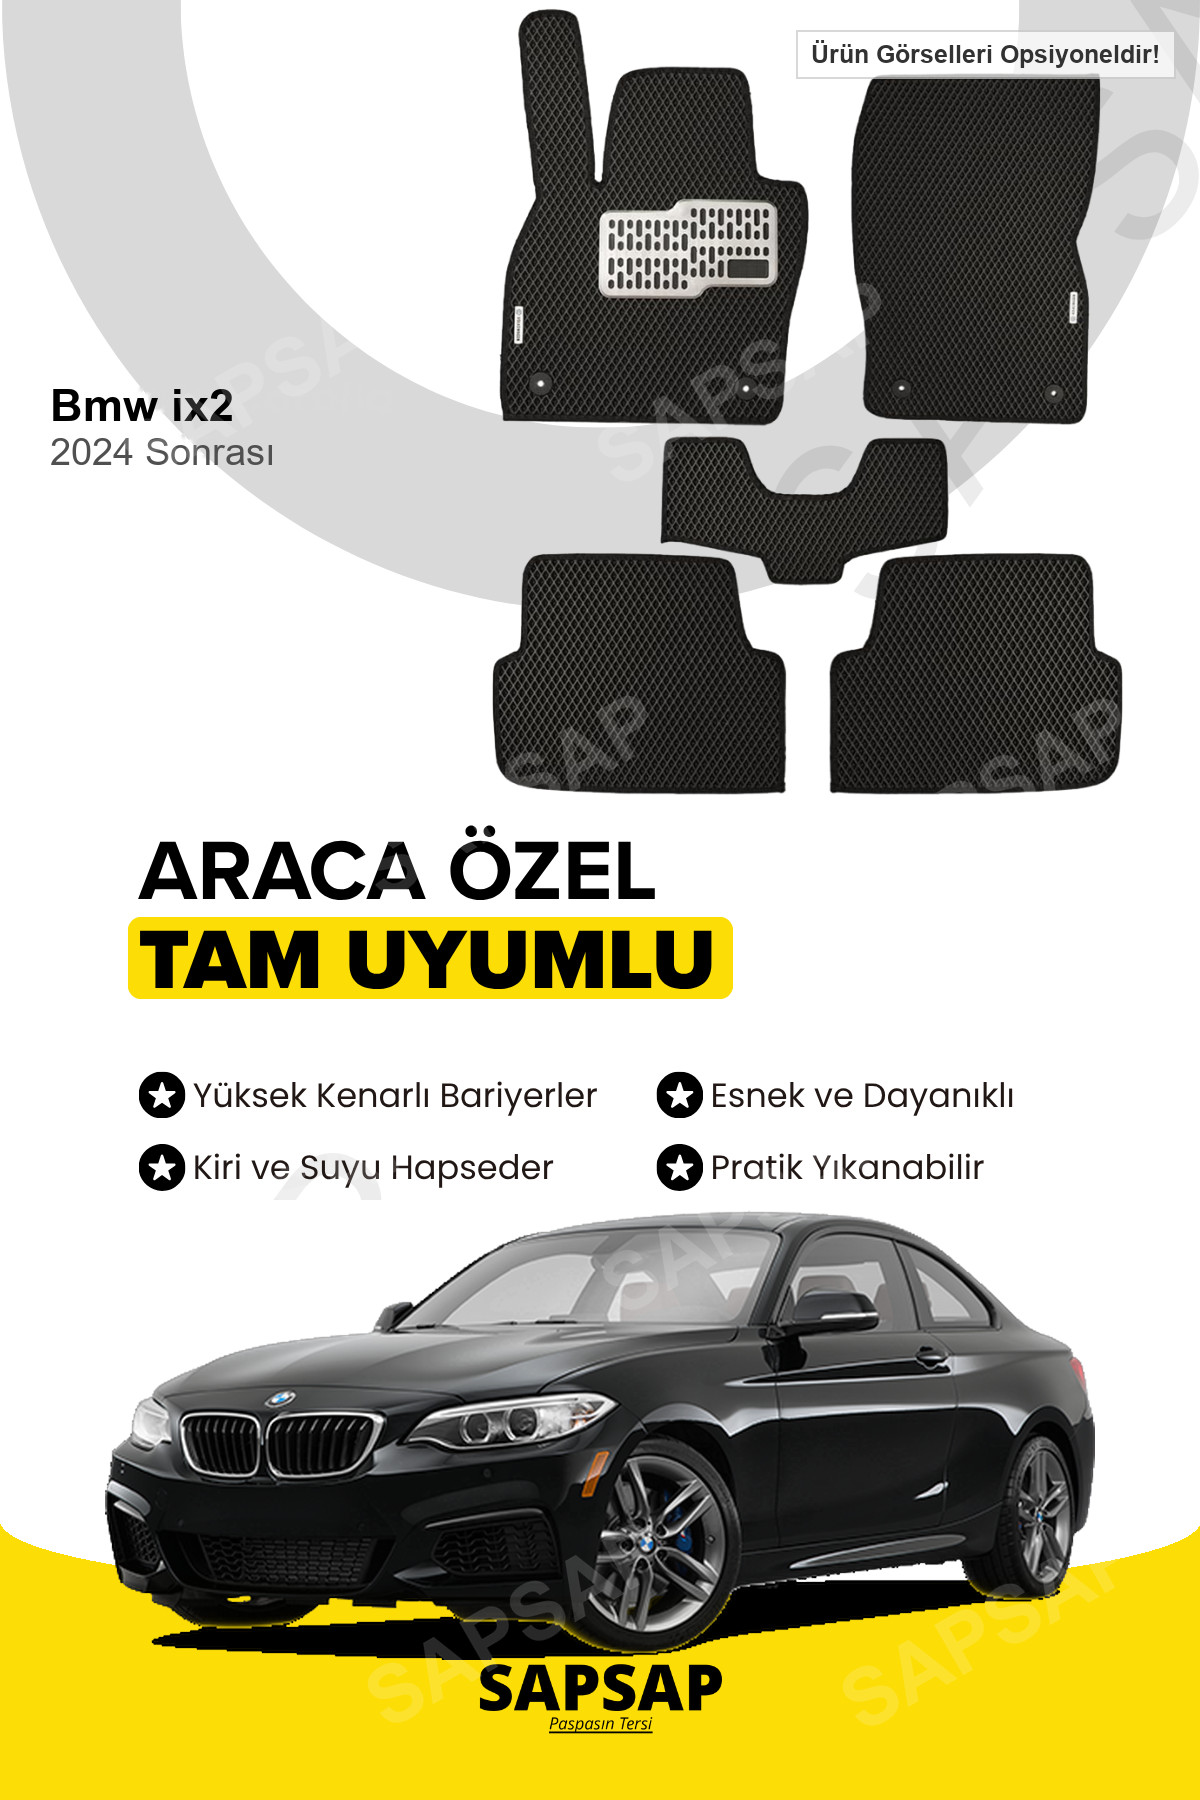 Ürün Görselleri Opsiyoneldir!
Bmw ix2
2024 Sonrası
ARACA ÖZEL
TAM UYUMLU
Yüksek Kenarlı Bariyerler
Esnek ve Dayanıklı
Kiri ve Suyu Hapseder
Pratik Yıkanabilir
SAPSAP
Paspasın Tersi